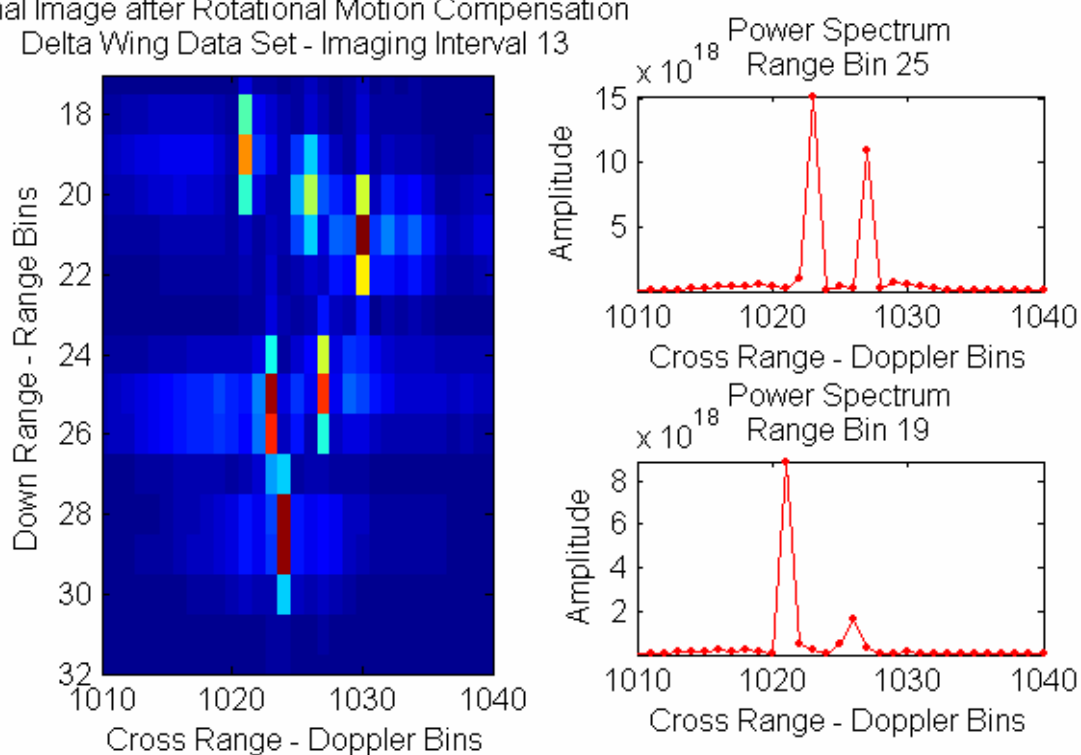 nal Image after Rotational Motion Compensation
Delta Wing Data Set - Imaging Interval 13
18
20
22
24
26
28
30
32
1010
1020
1030
1040
Down Range - Range Bins
Cross Range - Doppler Bins
Power Spectrum
Range Bin 25
x 10^18
15
10
5
Amplitude
1010
1020
1030
1040
Cross Range - Doppler Bins
Power Spectrum
Range Bin 19
x 10^18
8
6
4
2
Amplitude
1010
1020
1030
1040
Cross Range - Doppler Bins